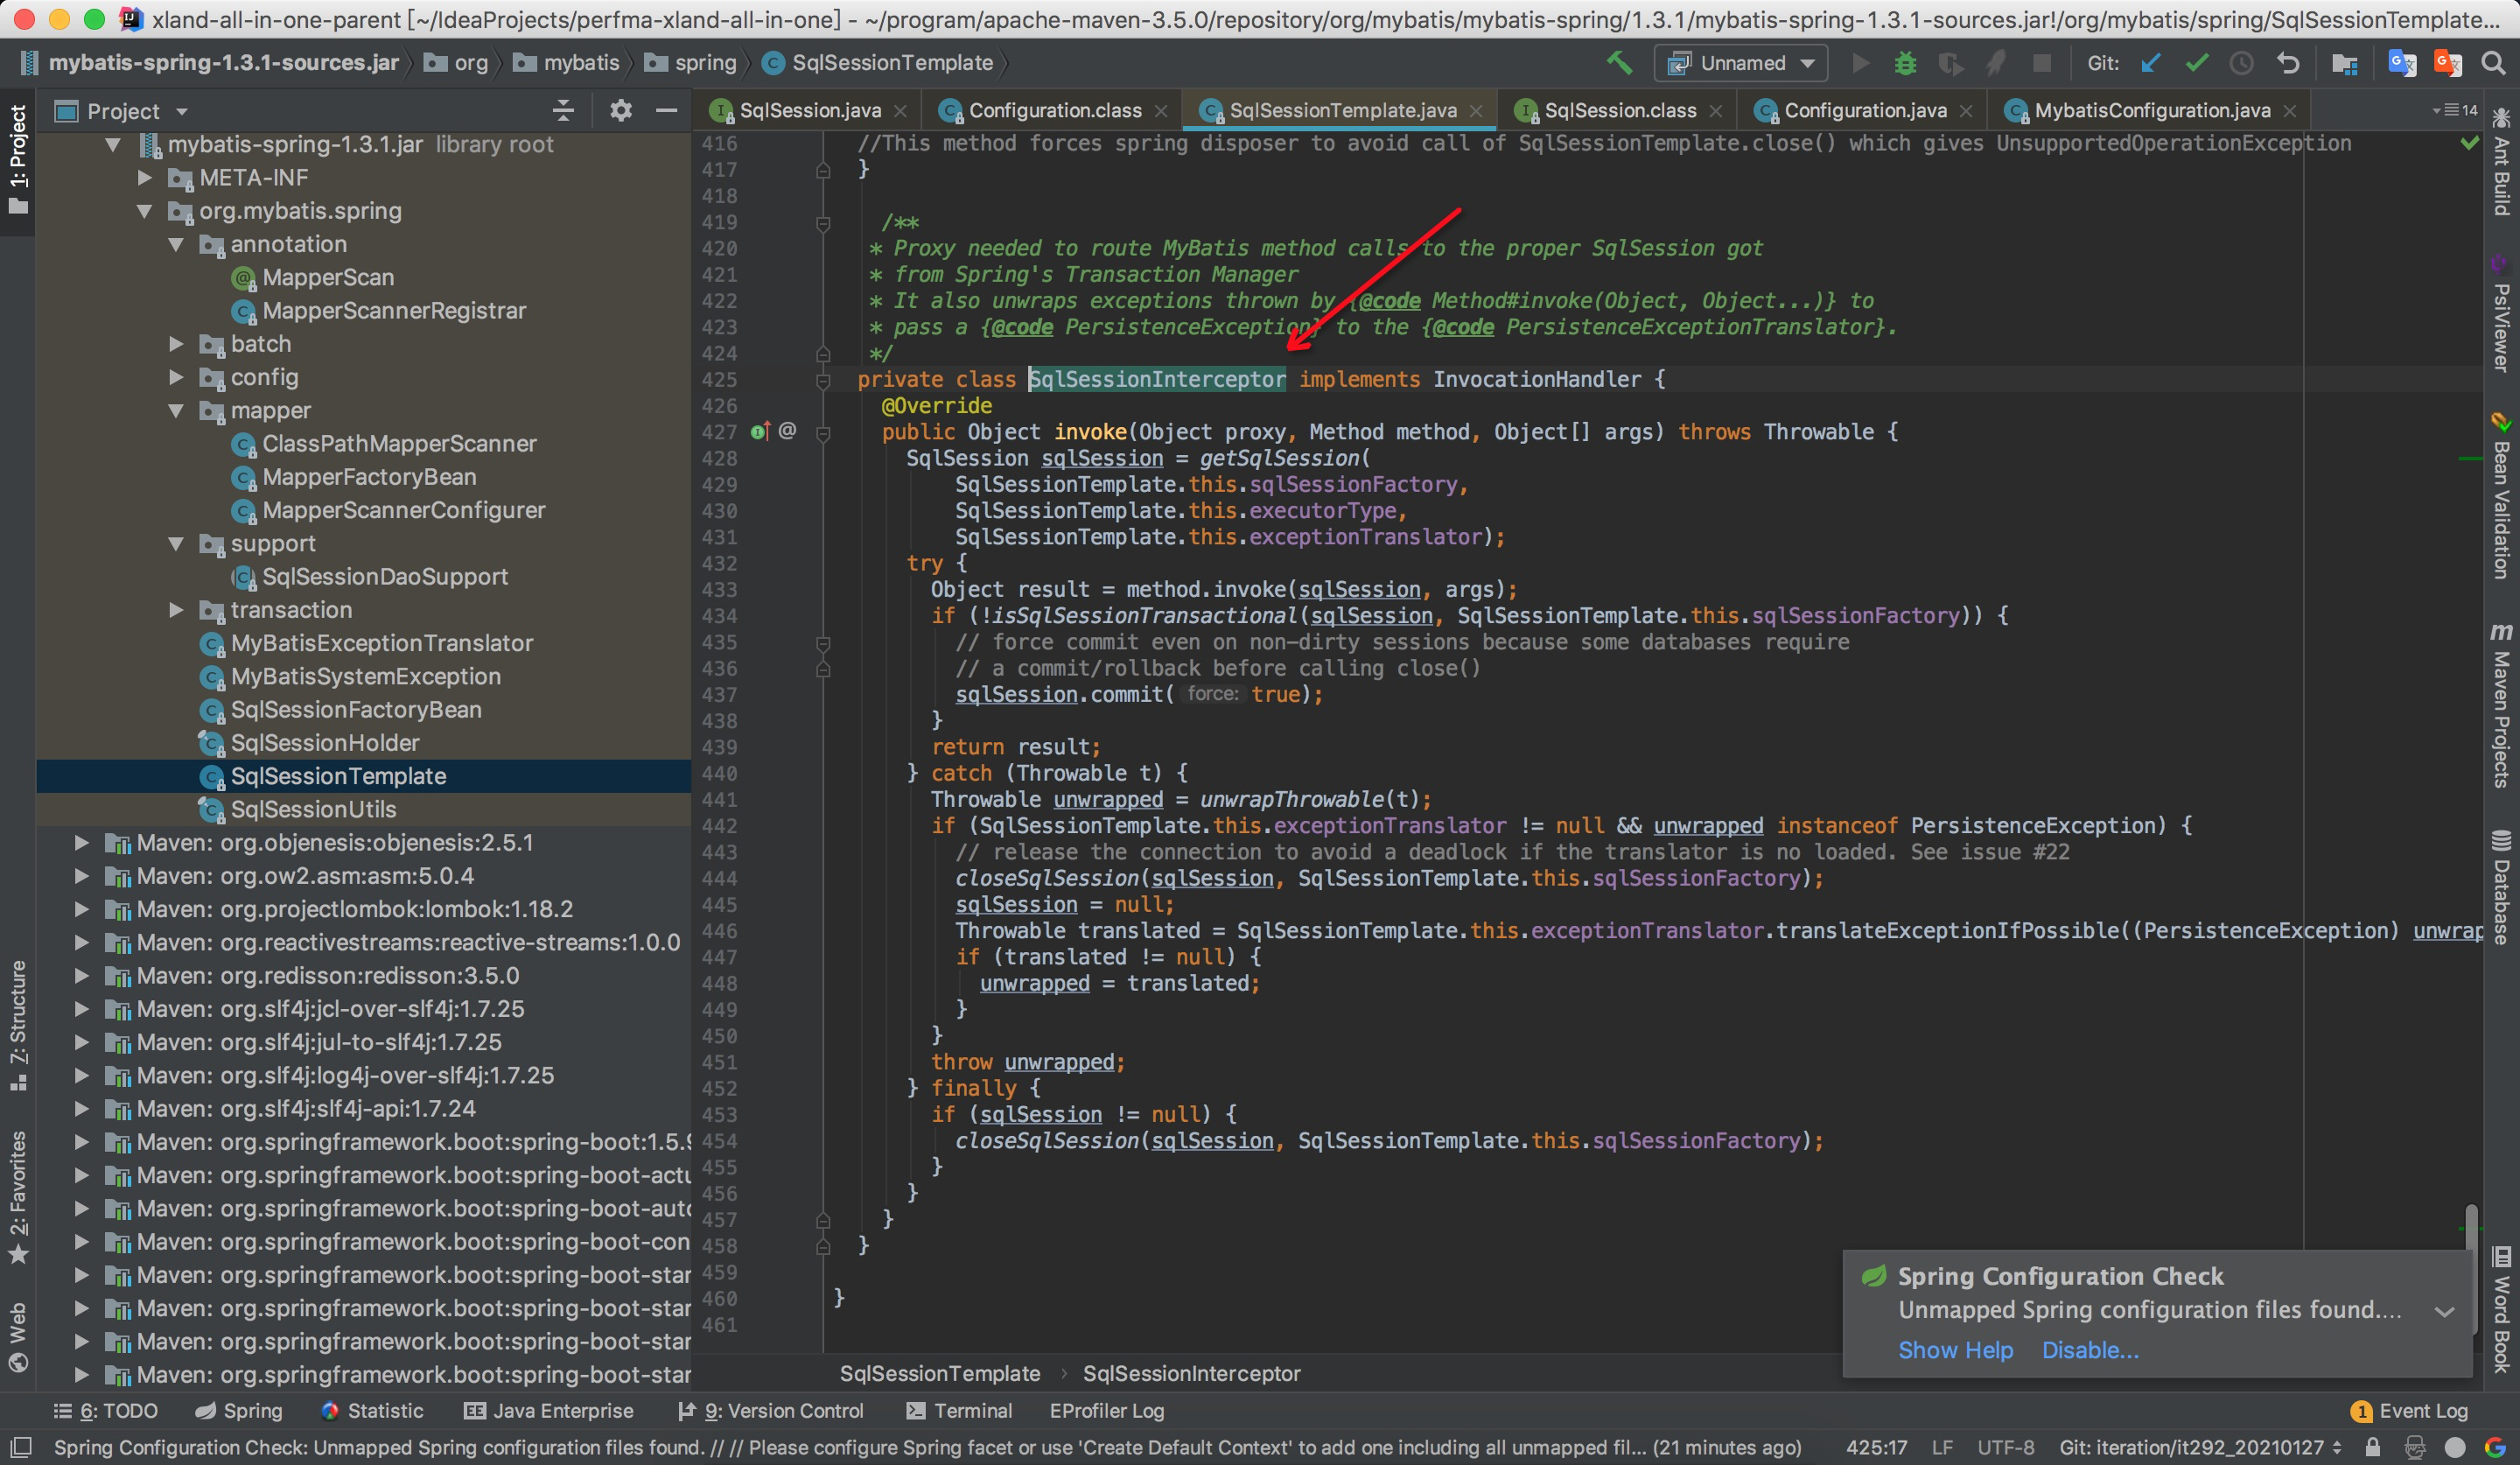 xland-all-in-one-parent [~/IdeaProjects/perfma-xland-all-in-one] - ~/program/apache-maven-3.5.0/repository/org/mybatis/mybatis-spring/1.3.1/mybatis-spring-1.3.1-sources.jar!/org/mybatis/spring/SqlSessionTemplate...
mybatis-spring-1.3.1-sources.jar org mybatis spring SqlSessionTemplate Unnamed Git:
1: Project
Project
SqlSession.java Configuration.class SqlSessionTemplate.java SqlSession.class Configuration.java MybatisConfiguration.java 14
mybatis-spring-1.3.1.jar library root
META-INF
org.mybatis.spring
annotation
MapperScan
MapperScannerRegistrar
batch
config
mapper
ClassPathMapperScanner
MapperFactoryBean
MapperScannerConfigurer
support
SqlSessionDaoSupport
transaction
MyBatisExceptionTranslator
MyBatisSystemException
SqlSessionFactoryBean
SqlSessionHolder
SqlSessionTemplate
SqlSessionUtils
Maven: org.objenesis:objenesis:2.5.1
Maven: org.ow2.asm:asm:5.0.4
Maven: org.projectlombok:lombok:1.18.2
Maven: org.reactivestreams:reactive-streams:1.0.0
Maven: org.redisson:redisson:3.5.0
Maven: org.slf4j:jcl-over-slf4j:1.7.25
Maven: org.slf4j:jul-to-slf4j:1.7.25
Maven: org.slf4j:log4j-over-slf4j:1.7.25
Maven: org.slf4j:slf4j-api:1.7.24
Maven: org.springframework.boot:spring-boot:1.5.9
Maven: org.springframework.boot:spring-boot-actu
Maven: org.springframework.boot:spring-boot-auto
Maven: org.springframework.boot:spring-boot-con
Maven: org.springframework.boot:spring-boot-star
Maven: org.springframework.boot:spring-boot-star
Maven: org.springframework.boot:spring-boot-star
Maven: org.springframework.boot:spring-boot-star
7: Structure
2: Favorites
Web
416 //This method forces spring disposer to avoid call of SqlSessionTemplate.close() which gives UnsupportedOperationException
417 }
418
419 /**
420 * Proxy needed to route MyBatis method calls to the proper SqlSession got
421 * from Spring's Transaction Manager
422 * It also unwraps exceptions thrown by {@code Method#invoke(Object, Object...)} to
423 * pass a {@code PersistenceException} to the {@code PersistenceExceptionTranslator}.
424 */
425 private class SqlSessionInterceptor implements InvocationHandler {
426 @Override
427 @ public Object invoke(Object proxy, Method method, Object[] args) throws Throwable {
428 SqlSession sqlSession = getSqlSession(
429 SqlSessionTemplate.this.sqlSessionFactory,
430 SqlSessionTemplate.this.executorType,
431 SqlSessionTemplate.this.exceptionTranslator);
432 try {
433 Object result = method.invoke(sqlSession, args);
434 if (!isSqlSessionTransactional(sqlSession, SqlSessionTemplate.this.sqlSessionFactory)) {
435 // force commit even on non-dirty sessions because some databases require
436 // a commit/rollback before calling close()
437 sqlSession.commit( force: true);
438 }
439 return result;
440 } catch (Throwable t) {
441 Throwable unwrapped = unwrapThrowable(t);
442 if (SqlSessionTemplate.this.exceptionTranslator != null && unwrapped instanceof PersistenceException) {
443 // release the connection to avoid a deadlock if the translator is no loaded. See issue #22
444 closeSqlSession(sqlSession, SqlSessionTemplate.this.sqlSessionFactory);
445 sqlSession = null;
446 Throwable translated = SqlSessionTemplate.this.exceptionTranslator.translateExceptionIfPossible((PersistenceException) unwrap
447 if (translated != null) {
448 unwrapped = translated;
449 }
450 }
451 throw unwrapped;
452 } finally {
453 if (sqlSession != null) {
454 closeSqlSession(sqlSession, SqlSessionTemplate.this.sqlSessionFactory);
455 }
456 }
457 }
458 }
459
460 }
461
Ant Build
PsiViewer
Bean Validation
Maven Projects
Database
Word Book
Spring Configuration Check
Unmapped Spring configuration files found....
Show Help Disable...
SqlSessionTemplate SqlSessionInterceptor
6: TODO Spring Statistic Java Enterprise 9: Version Control Terminal EProfiler Log 1 Event Log
Spring Configuration Check: Unmapped Spring configuration files found. // // Please configure Spring facet or use 'Create Default Context' to add one including all unmapped fil... (21 minutes ago) 425:17 LF UTF-8 Git: iteration/it292_20210127